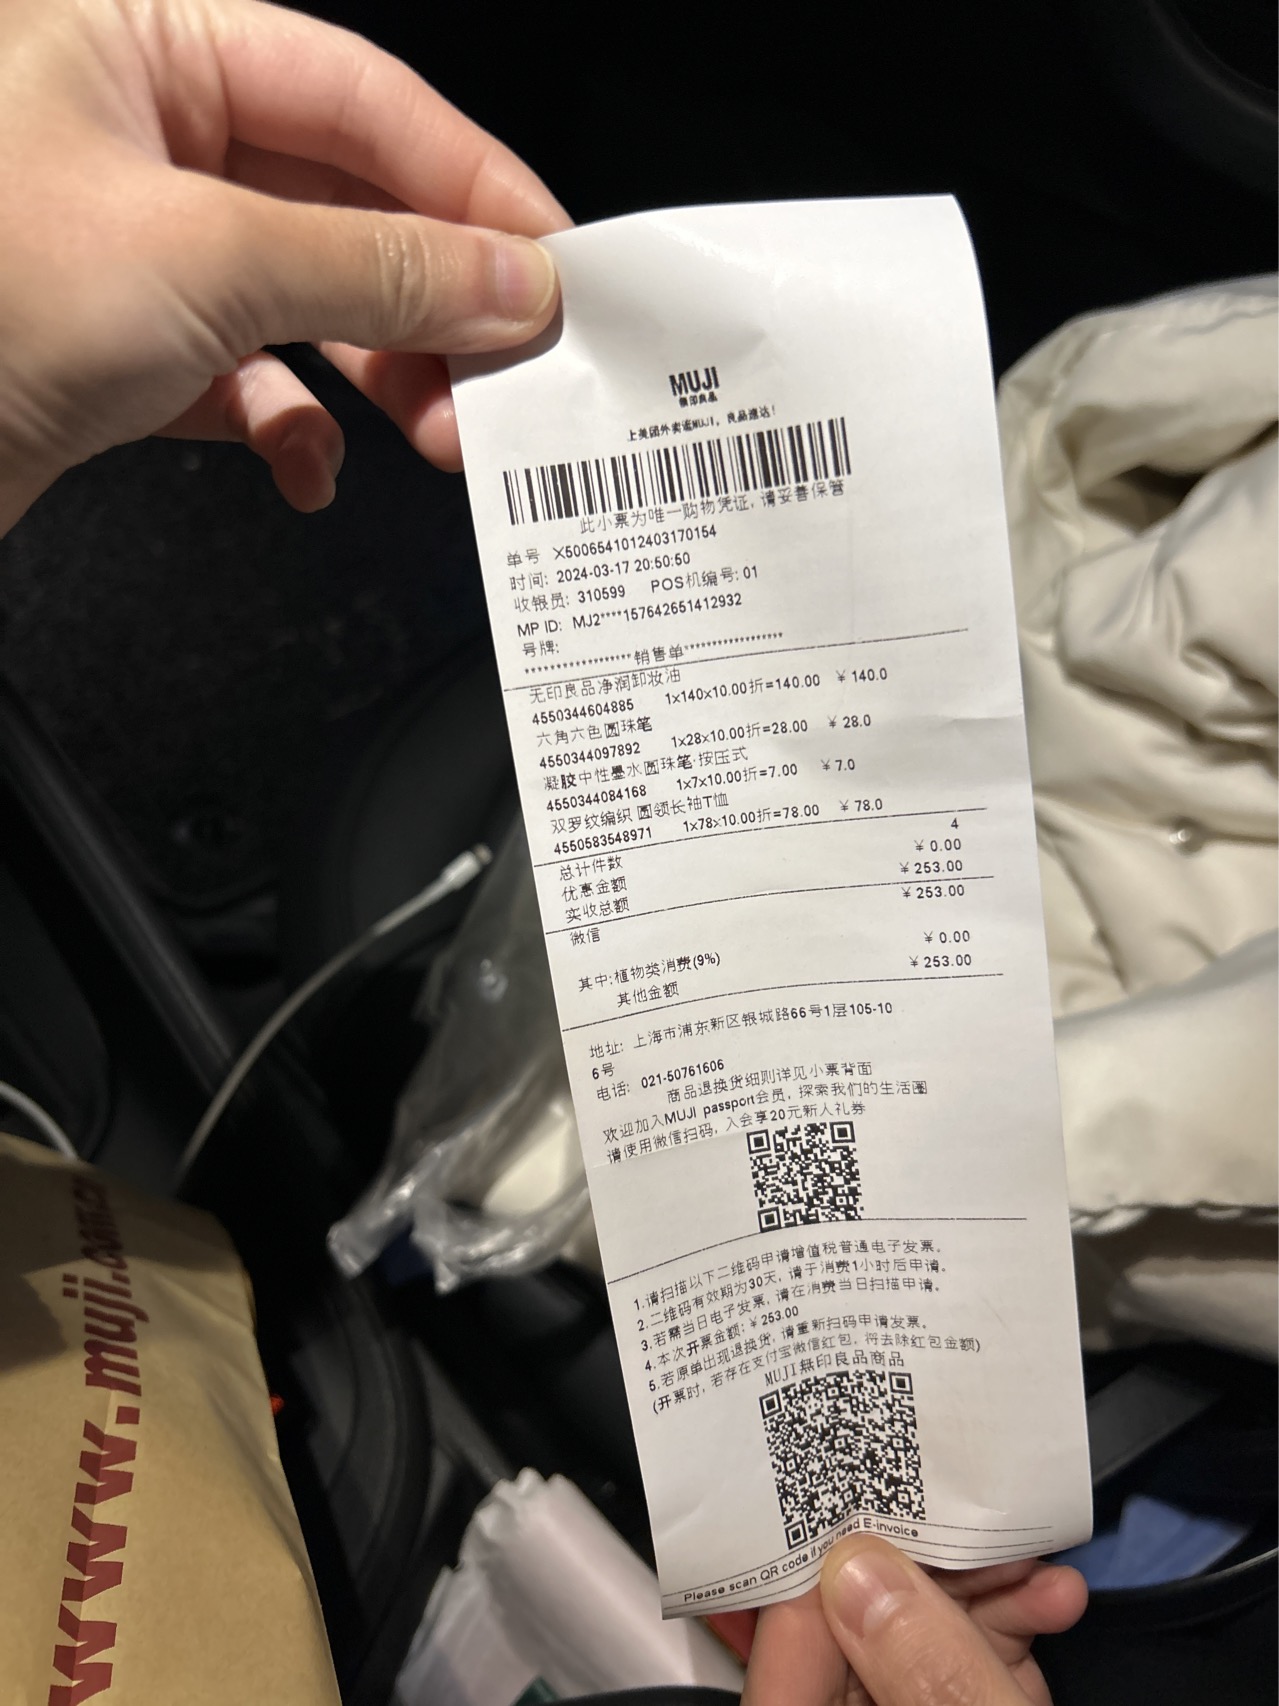 MUJI
無印良品
上美团外卖逛MUJI，良品速达！
此小票为唯一购物凭证, 请妥善保管
单号 X5006541012403170154
时间: 2024-03-17 20:50:50
收银员: 310599 POS机编号: 01
MP ID: MJ2****157642651412932
号牌:
******************销售单******************
无印良品净润卸妆油
4550344604885 1x140x10.00折=140.00 ¥ 140.0
六角六色圆珠笔
4550344097892 1x28x10.00折=28.00 ¥ 28.0
凝胶中性墨水圆珠笔·按压式
4550344084168 1x7x10.00折=7.00 ¥ 7.0
双罗纹编织 圆领长袖T恤
4550583548971 1x78x10.00折=78.00 ¥ 78.0
总计件数 4
优惠金额 ¥ 0.00
实收总额 ¥ 253.00
微信 ¥ 253.00
其中:植物类消费(9%) ¥ 0.00
其他金额 ¥ 253.00
地址: 上海市浦东新区银城路66号1层105-10
6号
电话: 021-50761606
商品退换货细则详见小票背面
欢迎加入MUJI passport会员, 探索我们的生活圈
请使用微信扫码, 入会享20元新人礼券
1.请扫描以下二维码申请增值税普通电子发票。
2.二维码有效期为30天, 请于消费1小时后申请。
3.若需当日电子发票, 请在消费当日扫描申请。
4.本次开票金额: ¥ 253.00
5.若原单出现退换货, 请重新扫码申请发票。
(开票时, 若存在支付宝微信红包, 将去除红包金额)
MUJI無印良品商品
Please scan QR code if you need E-invoice
www.muji.com.cn